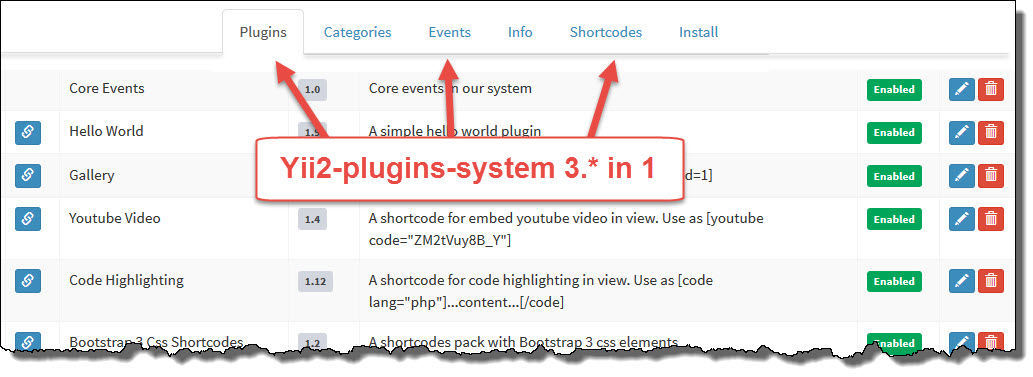 Plugins Categories Events Info Shortcodes Install
Core Events 1.0 Core events in our system Enabled
Hello World A simple hello world plugin Enabled
Yii2-plugins-system 3.* in 1
Gallery d=1] Enabled
Youtube Video 1.4 A shortcode for embed youtube video in view. Use as [youtube
code="ZM2tVuy8B_Y"] Enabled
Code Highlighting 1.12 A shortcode for code highlighting in view. Use as [code
lang="php"]...content...[/code] Enabled
Bootstrap 3 Css Shortcodes 1.2 A shortcodes pack with Bootstrap 3 css elements Enabled